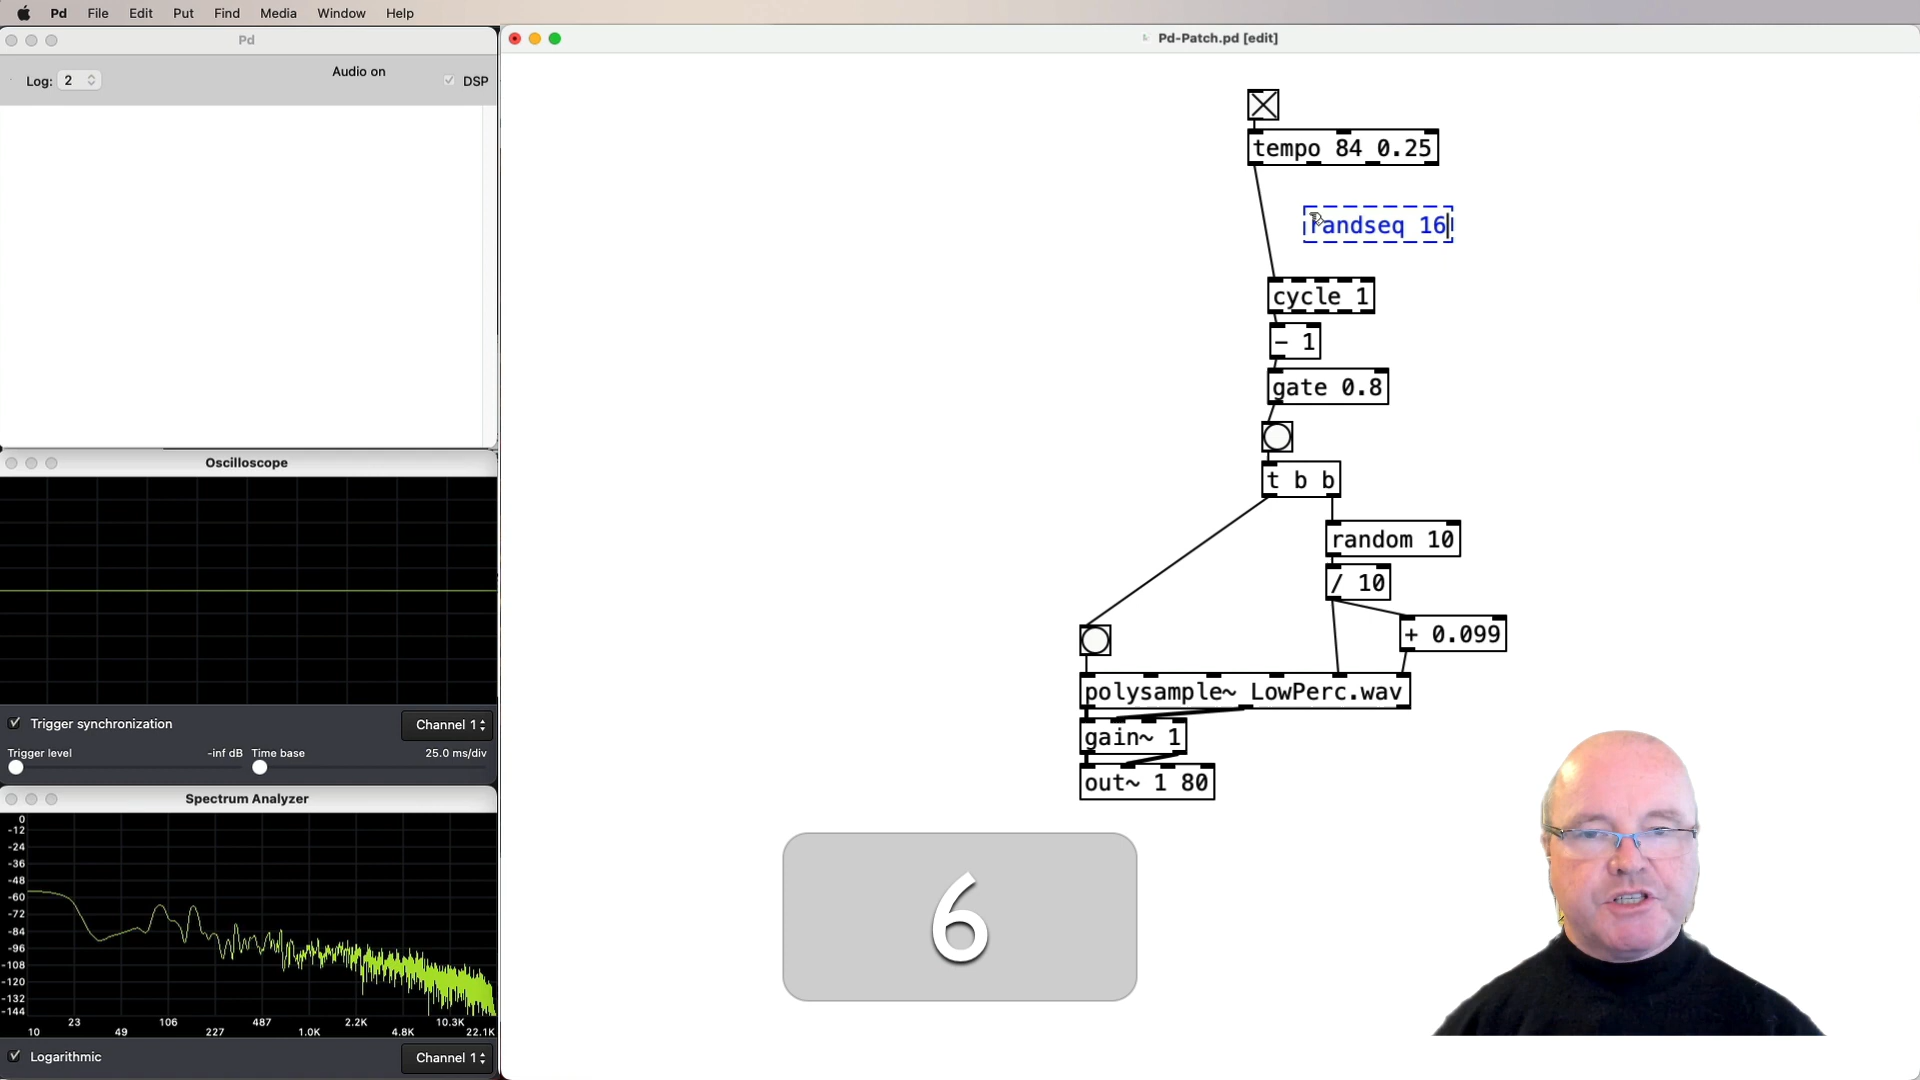 Pd File Edit Put Find Media Window Help
Pd
Log: 2
Audio on
DSP
Oscilloscope
Trigger synchronization
Channel 1
Trigger level
-inf dB
Time base
25.0 ms/div
Spectrum Analyzer
0
-12
-24
-36
-48
-60
-72
-84
-96
-108
-120
-132
-144
10 23 49 106 227 487 1.0K 2.2K 4.8K 10.3K 22.1K
Logarithmic
Channel 1
Pd-Patch.pd [edit]
tempo 84 0.25
randseq 16
cycle 1
- 1
gate 0.8
t b b
random 10
/ 10
+ 0.099
polysample~ LowPerc.wav
gain~ 1
out~ 1 80
6